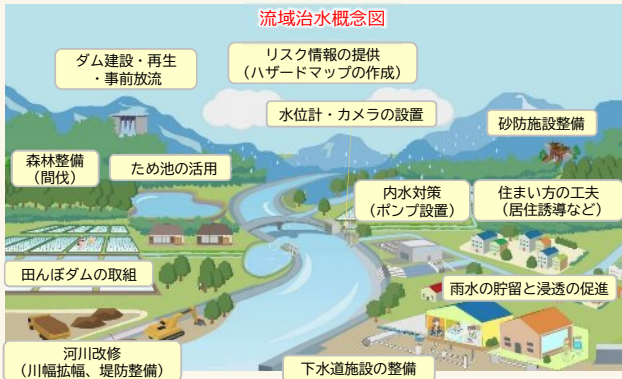 流域治水概念図
ダム建設・再生
・事前放流
リスク情報の提供
（ハザードマップの作成）
水位計・カメラの設置
砂防施設整備
森林整備
（間伐）
ため池の活用
内水対策
（ポンプ設置）
住まい方の工夫
（居住誘導など）
田んぼダムの取組
雨水の貯留と浸透の促進
河川改修
（川幅拡幅、堤防整備）
下水道施設の整備